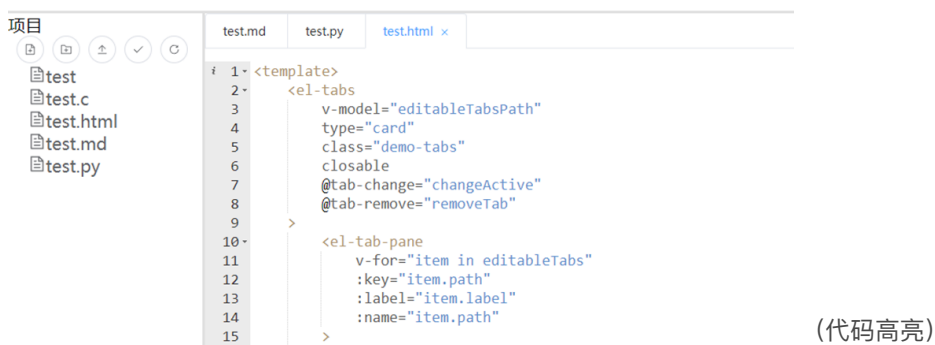 项目
test
test.c
test.html
test.md
test.py
test.md test.py test.html ×
i 1 <template>
2 <el-tabs
3 v-model="editableTabsPath"
4 type="card"
5 class="demo-tabs"
6 closable
7 @tab-change="changeActive"
8 @tab-remove="removeTab"
9 >
10 <el-tab-pane
11 v-for="item in editableTabs"
12 :key="item.path"
13 :label="item.label"
14 :name="item.path"
15 >
（代码高亮）